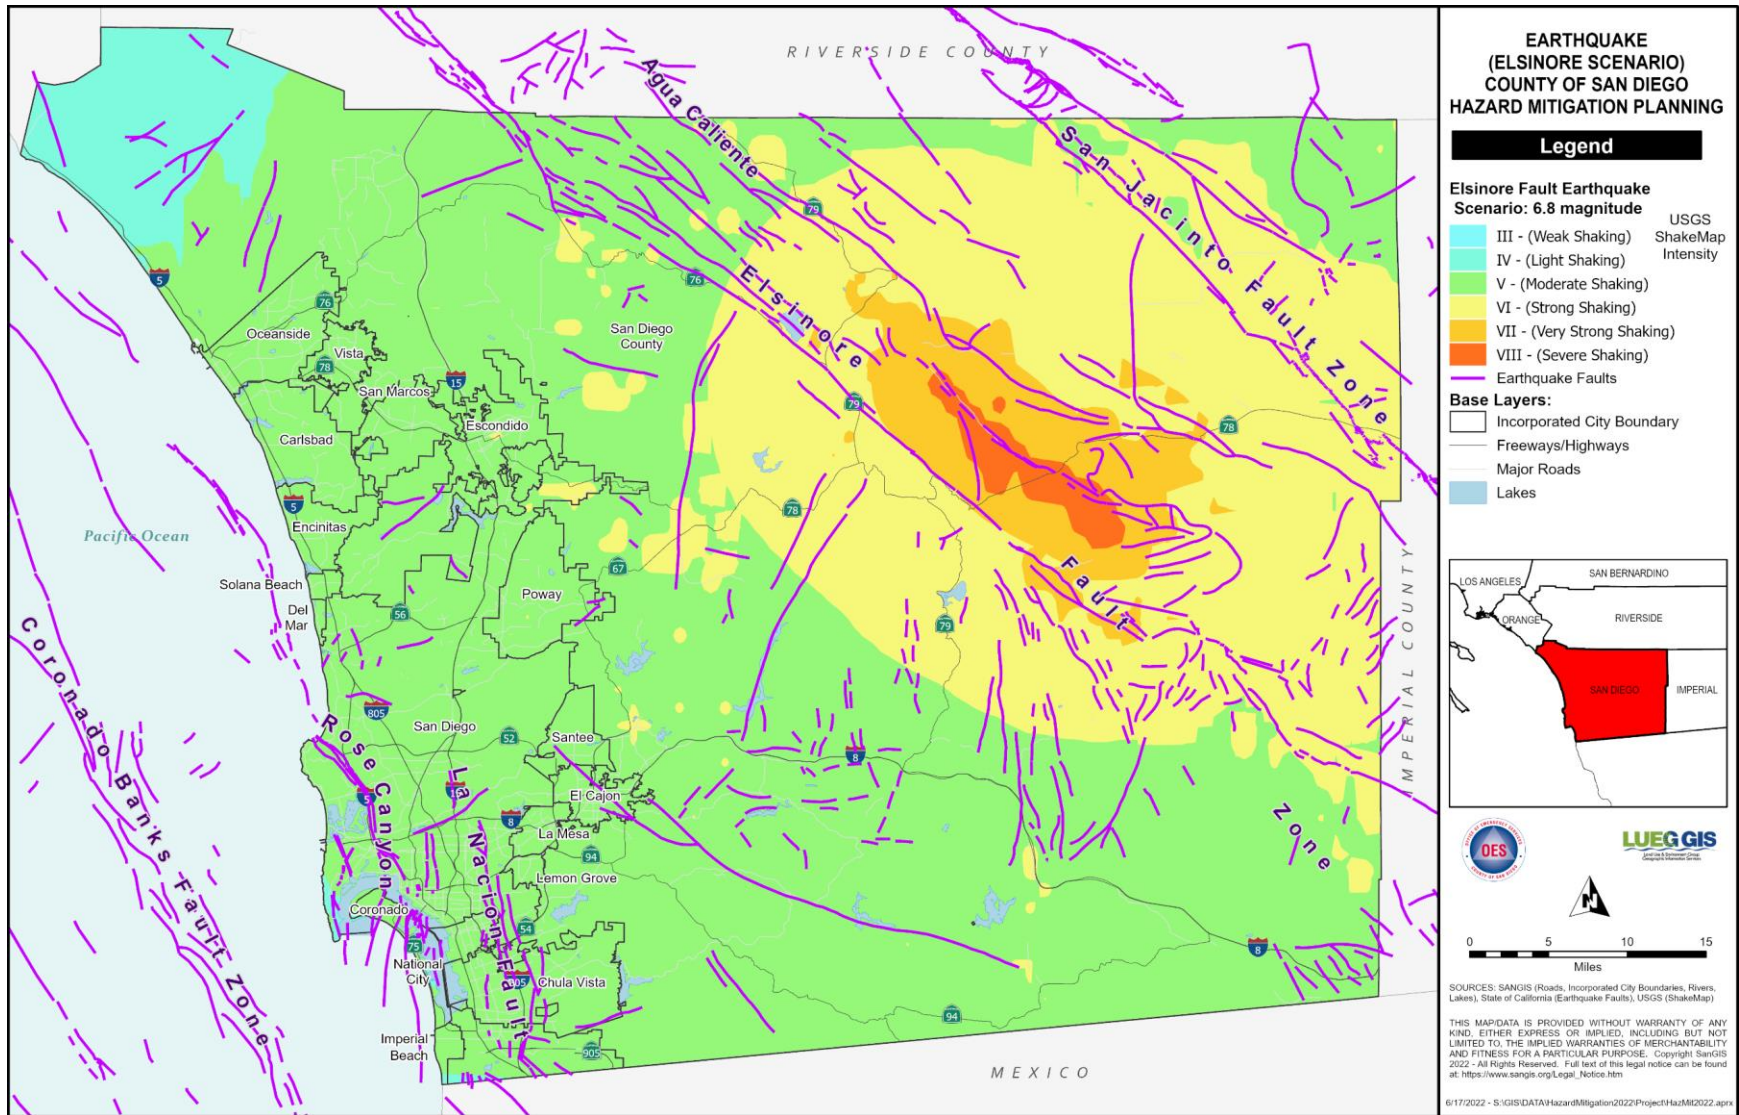 RIVERSIDE COUNTY
Agua Caliente
San Jacinto Fault Zone
79
5
76
76
Elsinore Fault Zone
San Diego
County
Oceanside
Vista
78
15
San Marcos
79
78
Escondido
Carlsbad
5
Encinitas
78
Pacific Ocean
67
Solana Beach
Poway
Del
Mar
56
79
Coronado Banks Fault Zone
805
San Diego
Rose Canyon
52
Santee
8
IMPERIAL COUNTY
La Nacion Fault
15
5
El Cajon
8
La Mesa
94
Lemon Grove
Coronado
54
75
National
City
8
805
Chula Vista
94
Imperial
Beach
905
MEXICO
EARTHQUAKE
(ELSINORE SCENARIO)
COUNTY OF SAN DIEGO
HAZARD MITIGATION PLANNING
Legend
Elsinore Fault Earthquake
Scenario: 6.8 magnitude
USGS
ShakeMap
Intensity
III - (Weak Shaking)
IV - (Light Shaking)
V - (Moderate Shaking)
VI - (Strong Shaking)
VII - (Very Strong Shaking)
VIII - (Severe Shaking)
Earthquake Faults
Base Layers:
Incorporated City Boundary
Freeways/Highways
Major Roads
Lakes
LOS ANGELES
SAN BERNARDINO
ORANGE
RIVERSIDE
SAN DIEGO
IMPERIAL
OES
LUEG GIS
N
0 5 10 15
Miles
SOURCES: SANGIS (Roads, Incorporated City Boundaries, Rivers,
Lakes), State of California (Earthquake Faults), USGS (ShakeMap)
THIS MAP/DATA IS PROVIDED WITHOUT WARRANTY OF ANY
KIND, EITHER EXPRESS OR IMPLIED, INCLUDING BUT NOT
LIMITED TO, THE IMPLIED WARRANTIES OF MERCHANTABILITY
AND FITNESS FOR A PARTICULAR PURPOSE. Copyright SanGIS
2022 - All Rights Reserved. Full text of this legal notice can be found
at: https://www.sangis.org/Legal_Notice.htm
6/17/2022 - S:\GIS\DATA\HazardMitigation2022\Project\HazMit2022.aprx